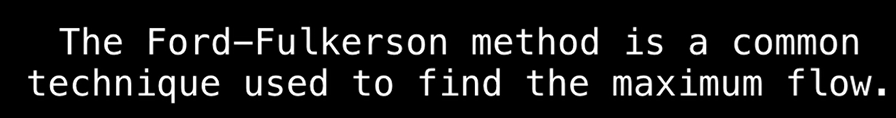 The Ford–Fulkerson method is a common
technique used to find the maximum flow.